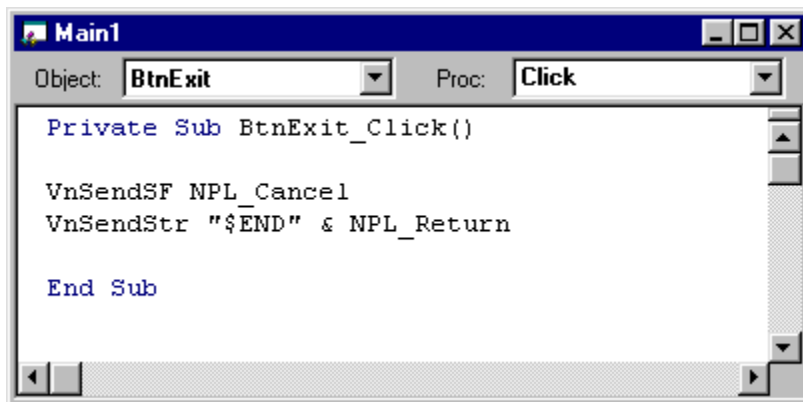 Main1
Object: BtnExit Proc: Click
Private Sub BtnExit_Click()
VnSendSF NPL_Cancel
VnSendStr "$END" & NPL_Return
End Sub